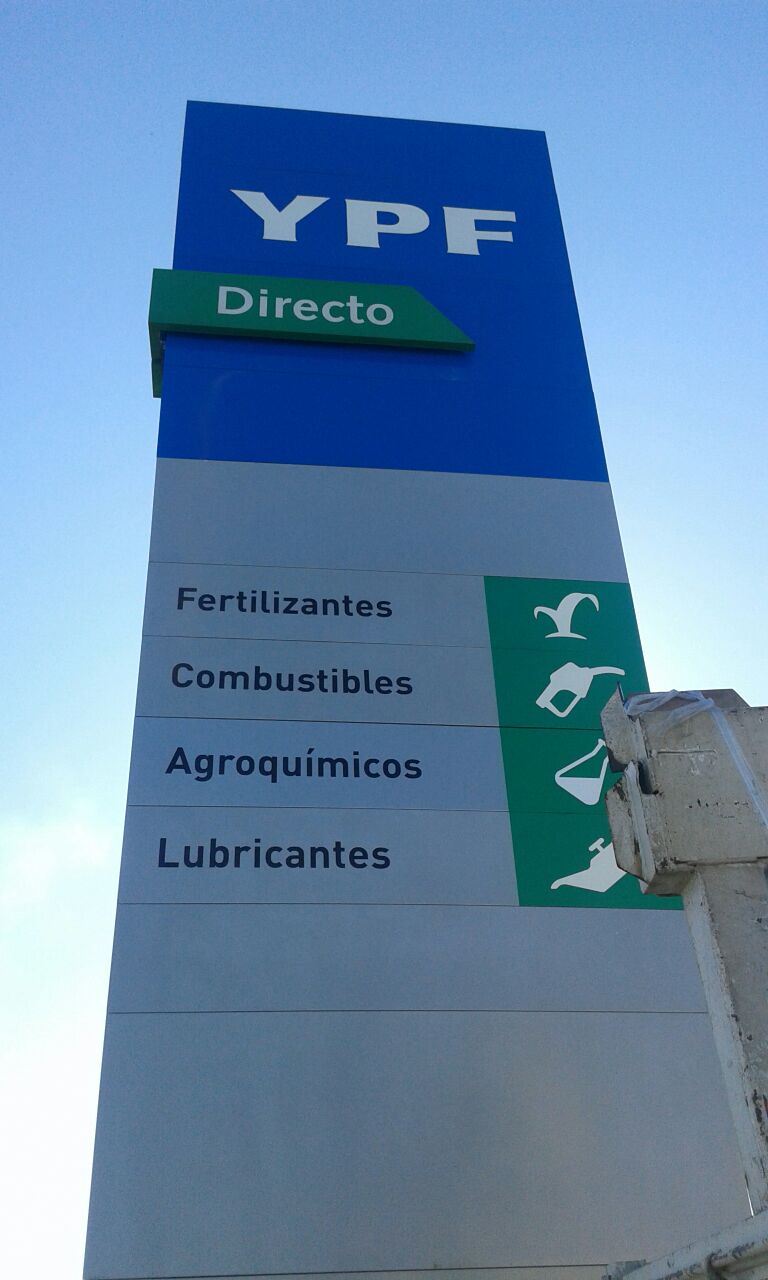 YPF
Directo
Fertilizantes
Combustibles
Agroquímicos
Lubricantes